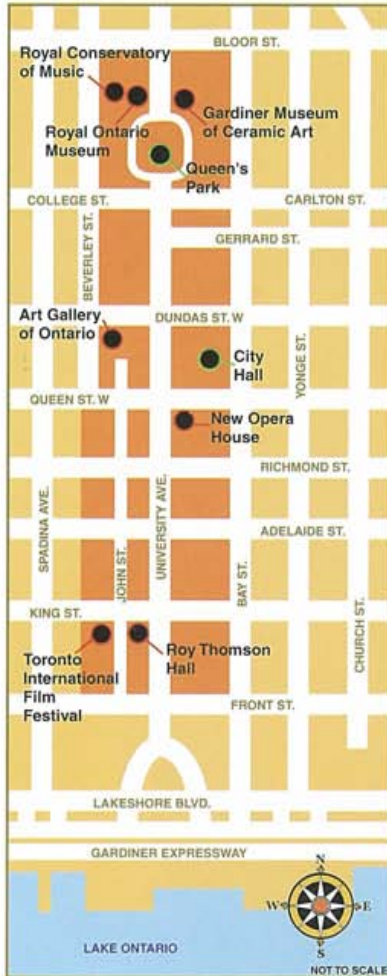 BLOOR ST.
Royal Conservatory
of Music
Royal Ontario
Museum
Gardiner Museum
of Ceramic Art
Queen's
Park
COLLEGE ST.
CARLTON ST.
GERRARD ST.
BEVERLEY ST.
Art Gallery
of Ontario
DUNDAS ST. W
City
Hall
YONGE ST.
QUEEN ST. W
New Opera
House
RICHMOND ST.
SPADINA AVE.
UNIVERSITY AVE.
ADELAIDE ST.
JOHN ST.
BAY ST.
CHURCH ST.
KING ST.
Toronto
International
Film
Festival
Roy Thomson
Hall
FRONT ST.
LAKESHORE BLVD.
GARDINER EXPRESSWAY
N
W
E
S
LAKE ONTARIO
NOT TO SCALE